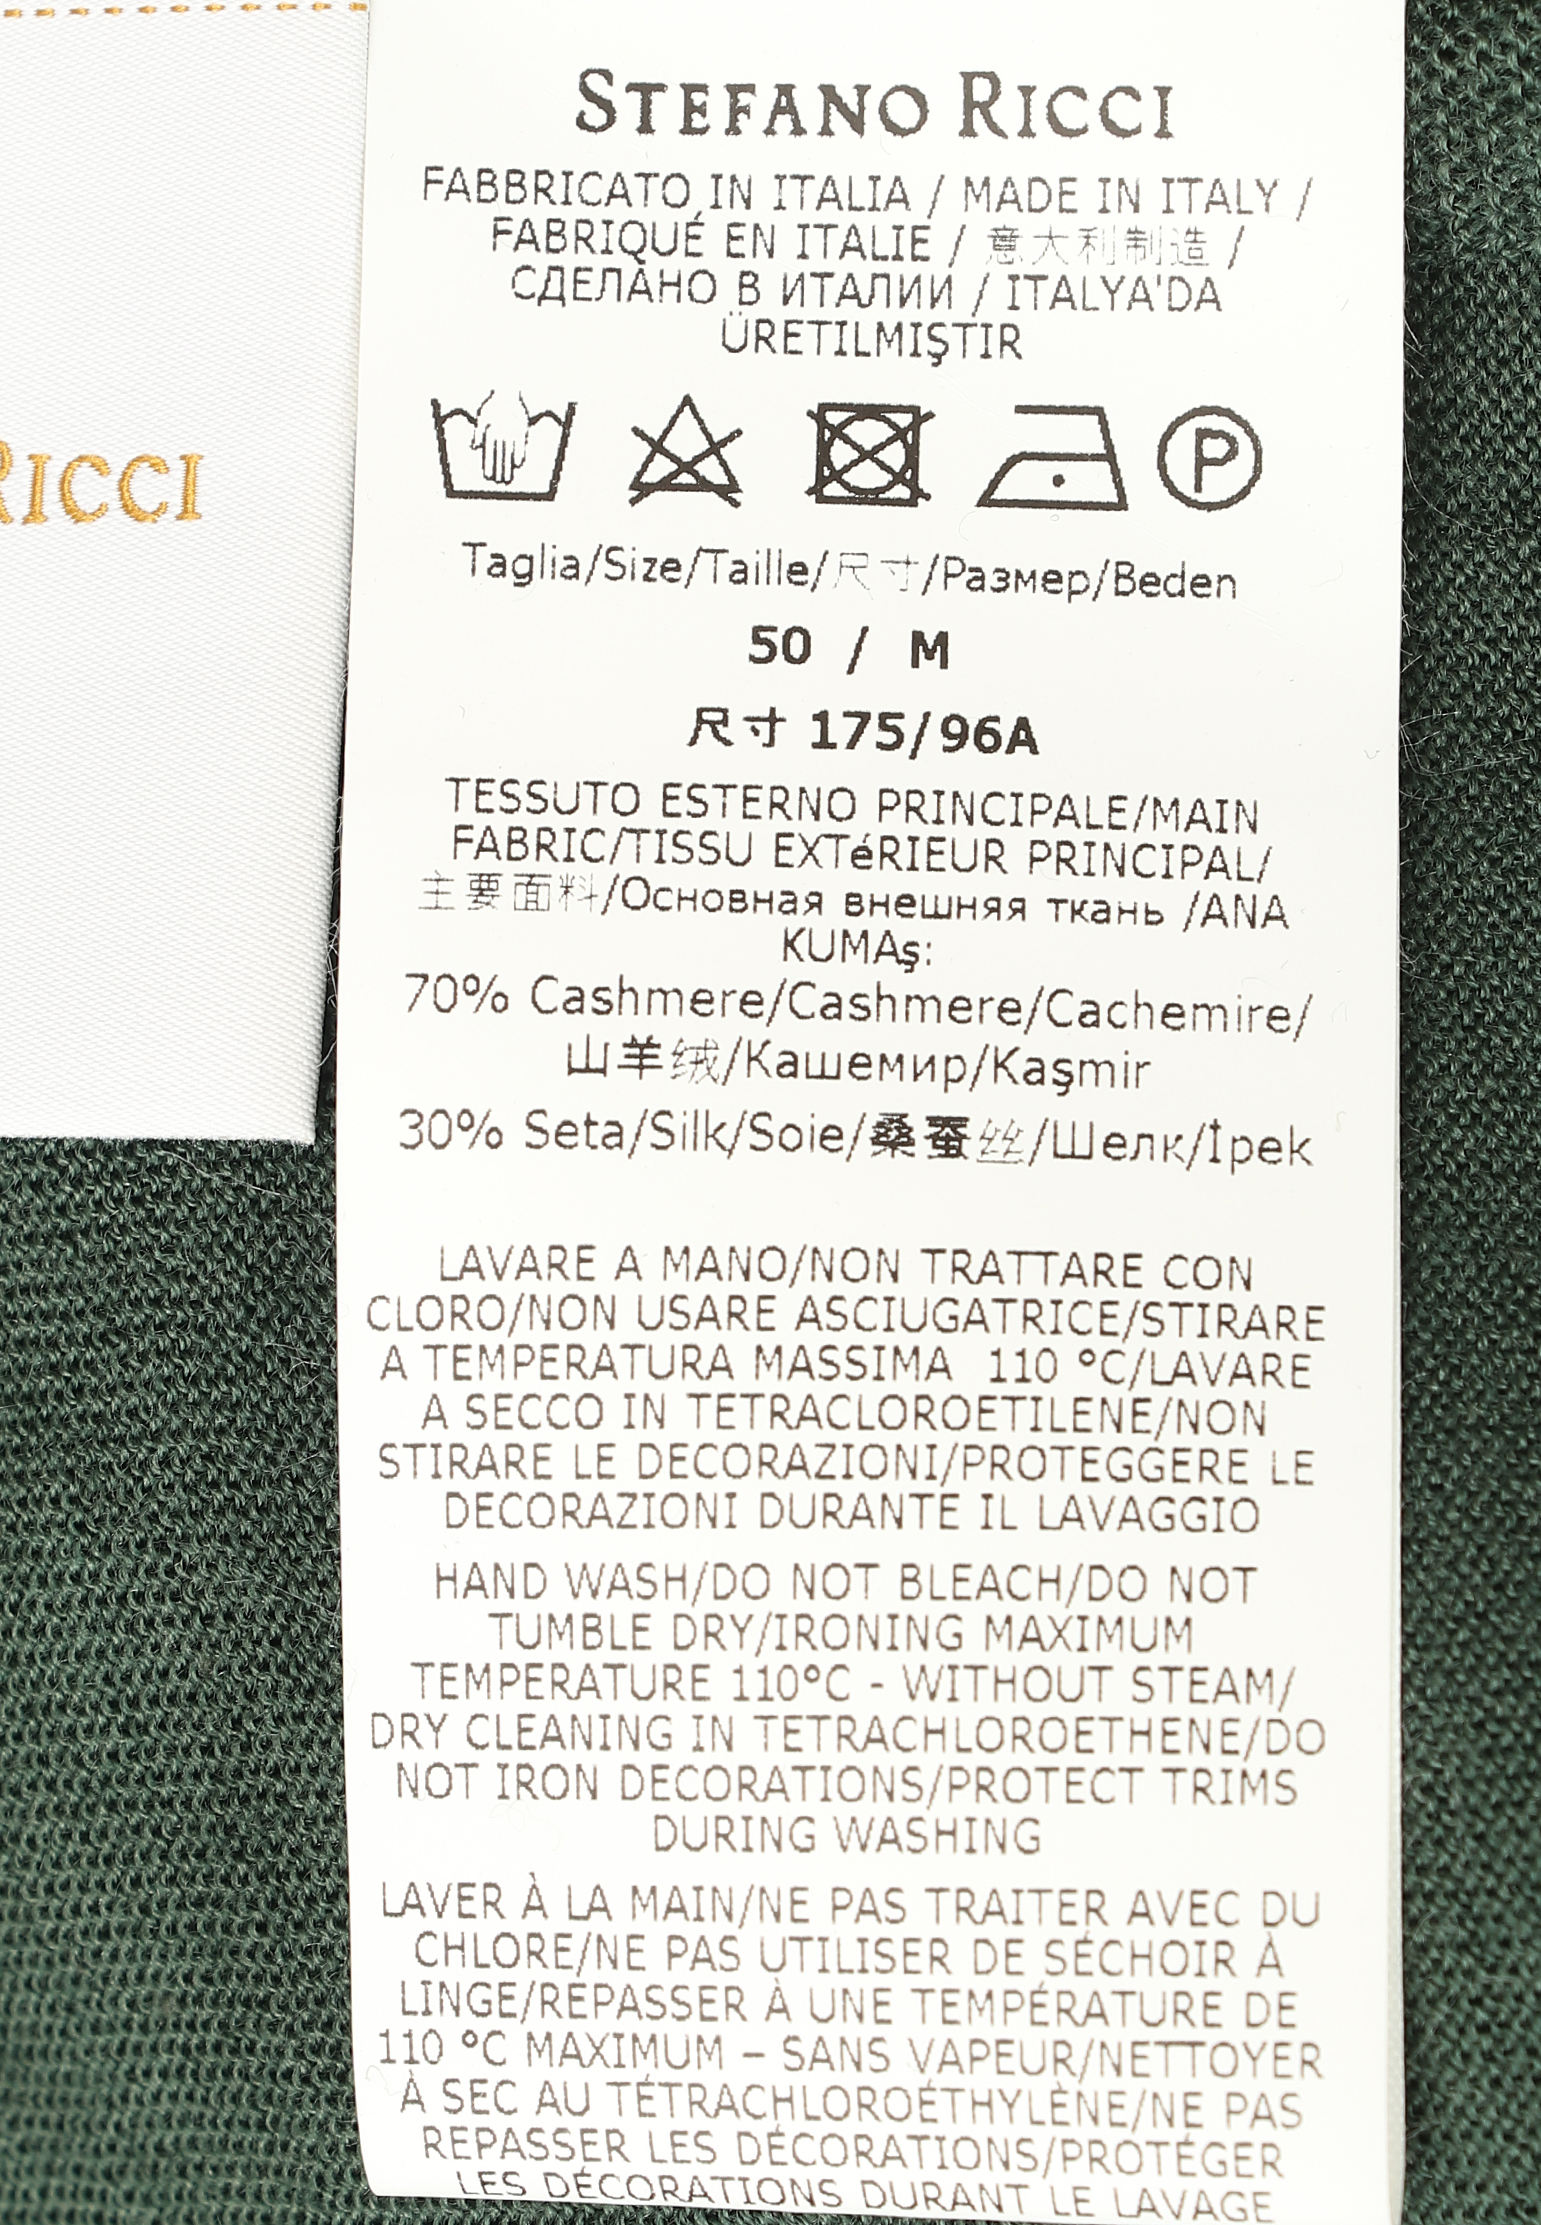 RICCI
STEFANO RICCI
FABBRICATO IN ITALIA / MADE IN ITALY /
FABRIQUÉ EN ITALIE / 意大利制造 /
СДЕЛАНО В ИТАЛИИ / ITALYA'DA
ÜRETILMIŞTIR
P
Taglia/Size/Taille/尺寸/Размер/Beden
50 / M
尺寸 175/96A
TESSUTO ESTERNO PRINCIPALE/MAIN
FABRIC/TISSU EXTéRIEUR PRINCIPAL/
主要面料/Основная внешняя ткань /ANA
KUMAş:
70% Cashmere/Cashmere/Cachemire/
山羊绒/Кашемир/Kaşmir
30% Seta/Silk/Soie/桑蚕丝/Шелк/İpek
LAVARE A MANO/NON TRATTARE CON
CLORO/NON USARE ASCIUGATRICE/STIRARE
A TEMPERATURA MASSIMA 110 °C/LAVARE
A SECCO IN TETRACLOROETILENE/NON
STIRARE LE DECORAZIONI/PROTEGGERE LE
DECORAZIONI DURANTE IL LAVAGGIO
HAND WASH/DO NOT BLEACH/DO NOT
TUMBLE DRY/IRONING MAXIMUM
TEMPERATURE 110°C - WITHOUT STEAM/
DRY CLEANING IN TETRACHLOROETHENE/DO
NOT IRON DECORATIONS/PROTECT TRIMS
DURING WASHING
LAVER À LA MAIN/NE PAS TRAITER AVEC DU
CHLORE/NE PAS UTILISER DE SÉCHOIR À
LINGE/REPASSER À UNE TEMPÉRATURE DE
110 °C MAXIMUM – SANS VAPEUR/NETTOYER
À SEC AU TÉTRACHLOROÉTHYLÈNE/NE PAS
REPASSER LES DÉCORATIONS/PROTÉGER
LES DÉCORATIONS DURANT LE LAVAGE